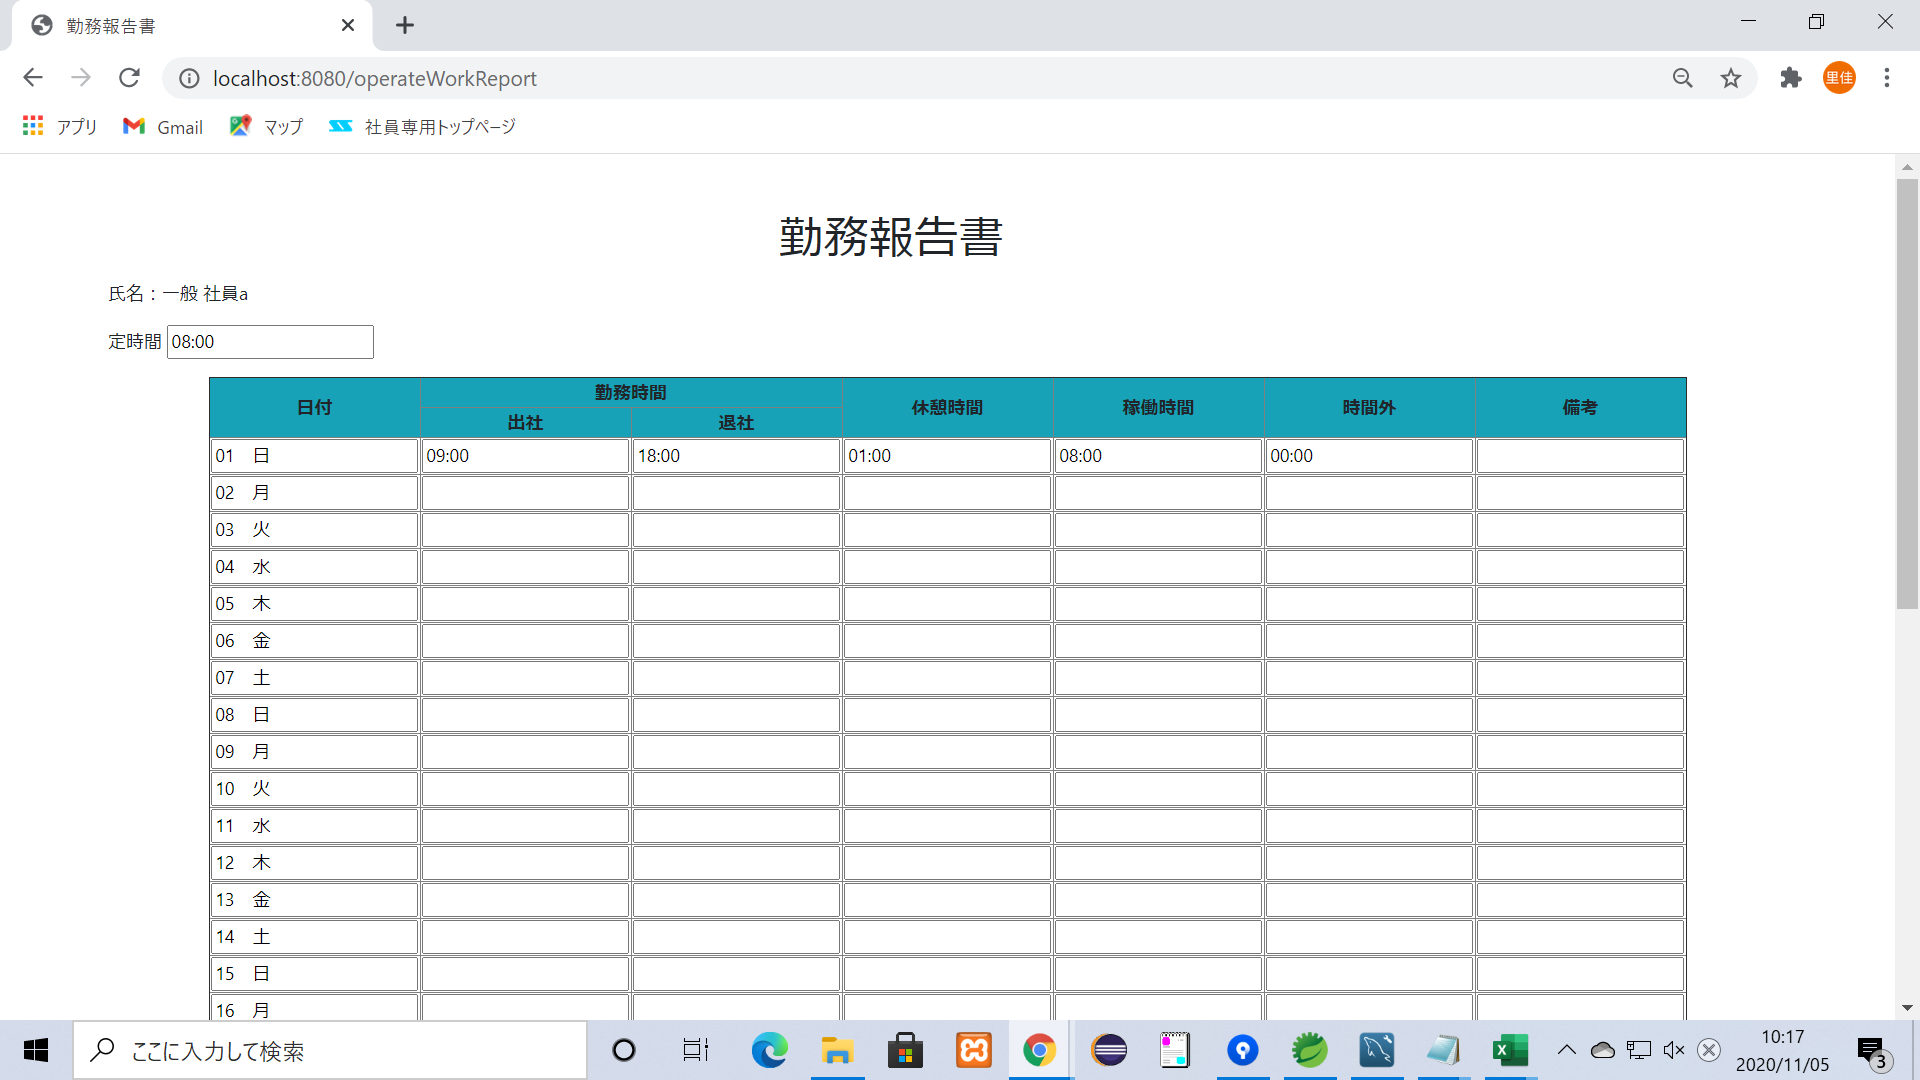 勤務報告書
localhost:8080/operateWorkReport
里佳
アプリ Gmail マップ 社員専用トップページ
勤務報告書
氏名：一般 社員a
定時間 08:00
日付 勤務時間 休憩時間 稼働時間 時間外 備考
出社 退社
01 日 09:00 18:00 01:00 08:00 00:00
02 月
03 火
04 水
05 木
06 金
07 土
08 日
09 月
10 火
11 水
12 木
13 金
14 土
15 日
16 月
ここに入力して検索
10:17
2020/11/05
3